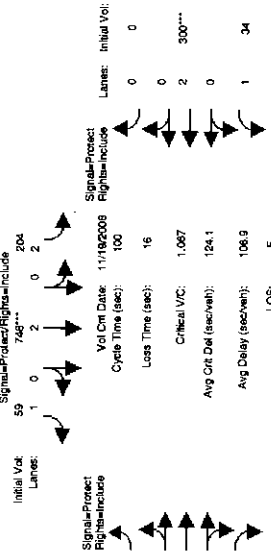 Signal=Protect/Rights=Include
Initial Vol: 59 748*** 204
Lanes: 1 0 2 0 2
Signal=Protect
Rights=Include
Vol Cnt Date: 11/19/2008
Cycle Time (sec): 100
Loss Time (sec): 16
Critical V/C: 1.067
Avg Crit Del (sec/veh): 124.1
Avg Delay (sec/veh): 106.9
LOS: F
Signal=Protect
Rights=Include
Lanes: Initial Vol:
0 0
0
2 300***
0
1 34